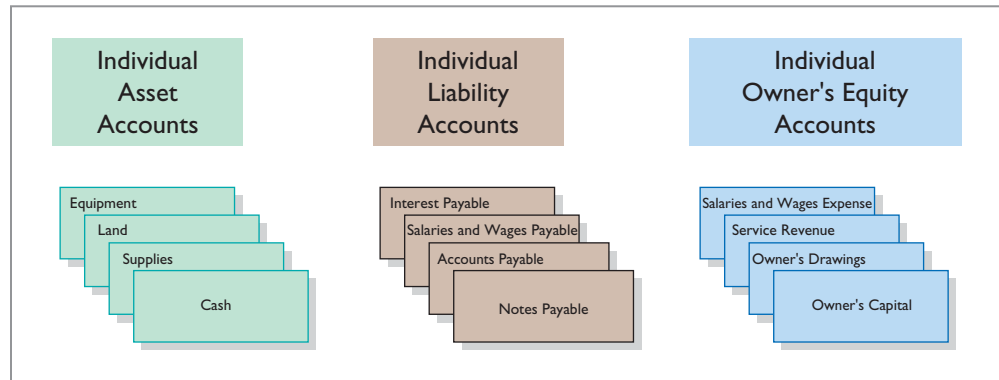 Individual
Asset
Accounts
Individual
Liability
Accounts
Individual
Owner's Equity
Accounts
Equipment
Land
Supplies
Cash
Interest Payable
Salaries and Wages Payable
Accounts Payable
Notes Payable
Salaries and Wages Expense
Service Revenue
Owner's Drawings
Owner's Capital